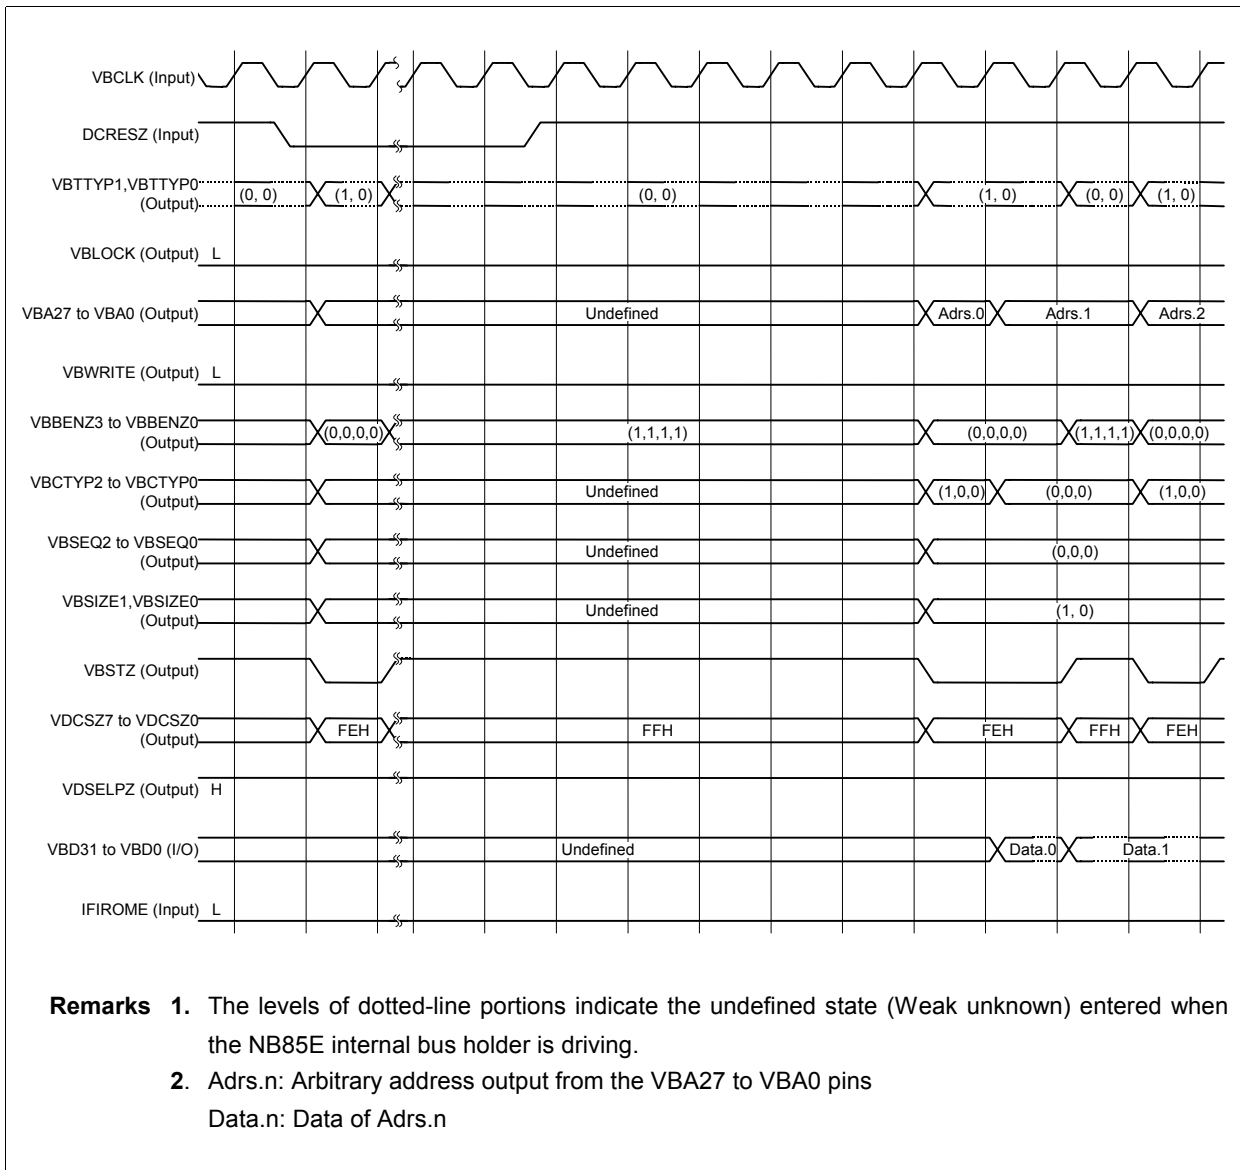 VBCLK (Input)
DCRESZ (Input)
VBTTYP1,VBTTYP0
(Output)
(0, 0) (1, 0) (0, 0) (1, 0) (0, 0) (1, 0)
VBLOCK (Output) L
VBA27 to VBA0 (Output) Undefined Adrs.0 Adrs.1 Adrs.2
VBWRITE (Output) L
VBBENZ3 to VBBENZ0
(Output)
(0,0,0,0) (1,1,1,1) (0,0,0,0) (1,1,1,1) (0,0,0,0)
VBCTYP2 to VBCTYP0
(Output)
Undefined (1,0,0) (0,0,0) (1,0,0)
VBSEQ2 to VBSEQ0
(Output)
Undefined (0,0,0)
VBSIZE1,VBSIZE0
(Output)
Undefined (1, 0)
VBSTZ (Output)
VDCSZ7 to VDCSZ0
(Output)
FEH FFH FEH FFH FEH
VDSELPZ (Output) H
VBD31 to VBD0 (I/O) Undefined Data.0 Data.1
IFIROME (Input) L
Remarks 1. The levels of dotted-line portions indicate the undefined state (Weak unknown) entered when
the NB85E internal bus holder is driving.
2. Adrs.n: Arbitrary address output from the VBA27 to VBA0 pins
Data.n: Data of Adrs.n